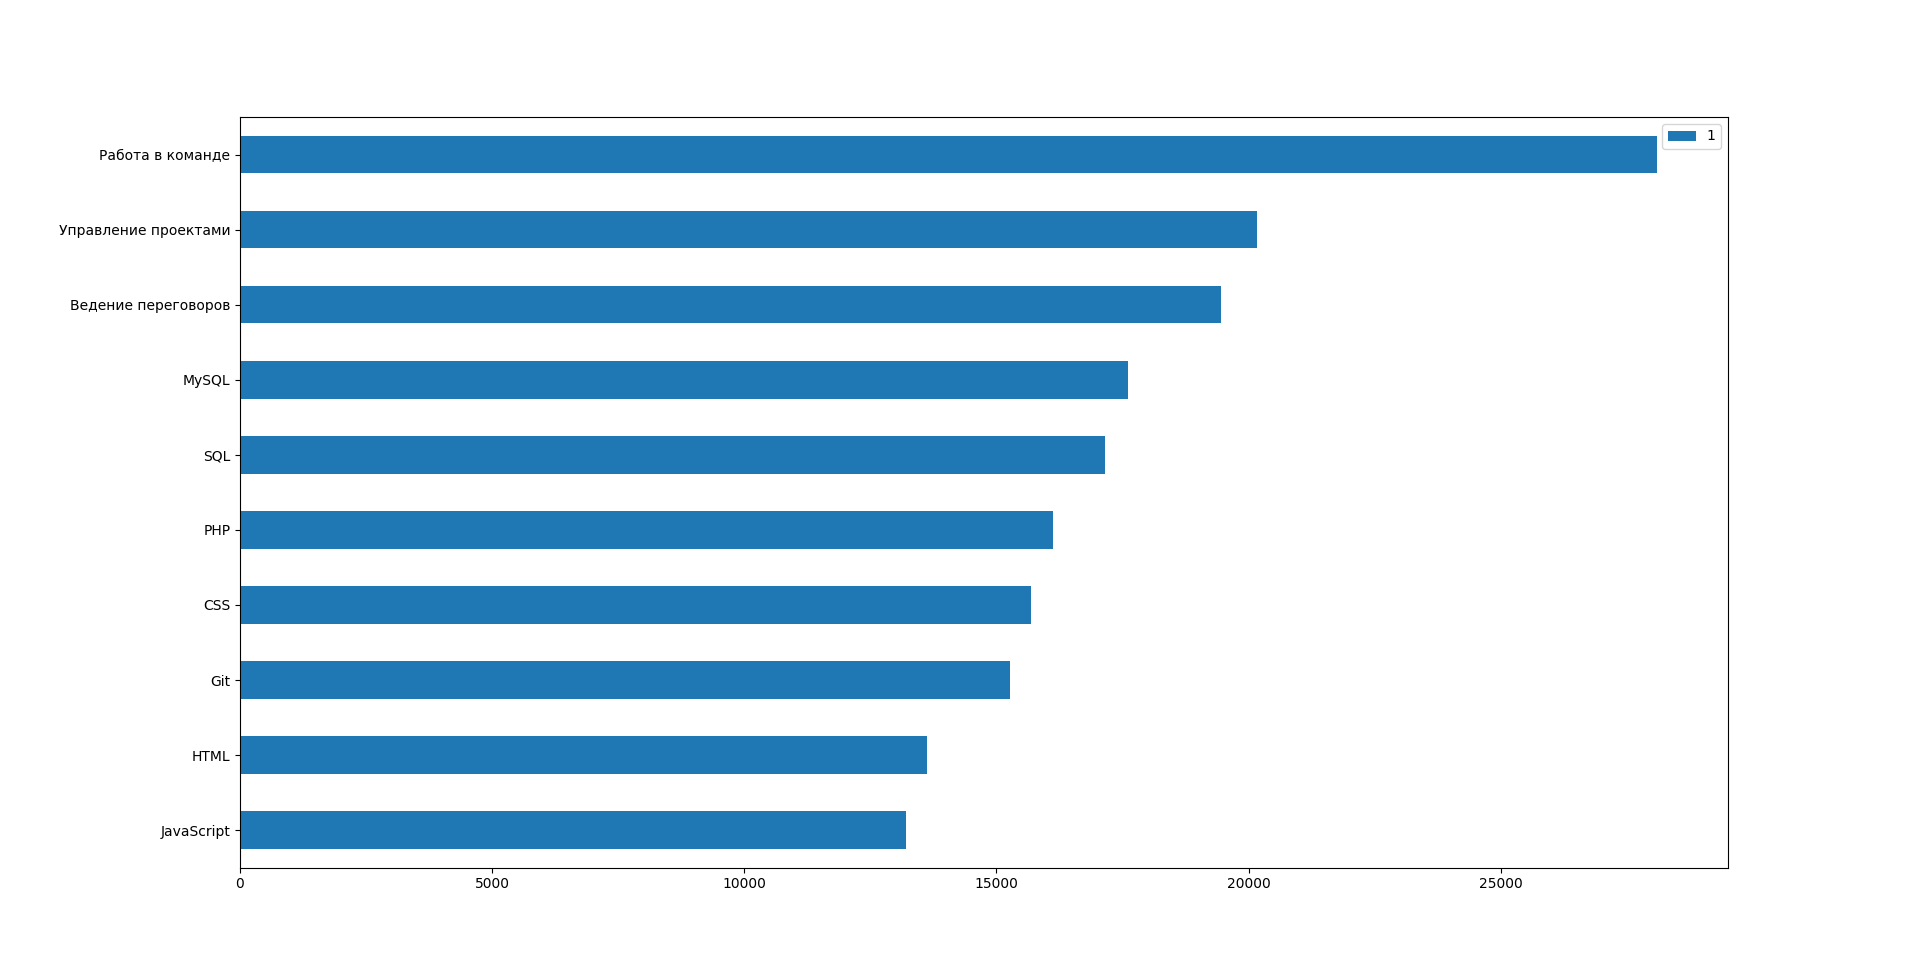 1
Работа в команде
Управление проектами
Ведение переговоров
MySQL
SQL
PHP
CSS
Git
HTML
JavaScript
0 5000 10000 15000 20000 25000